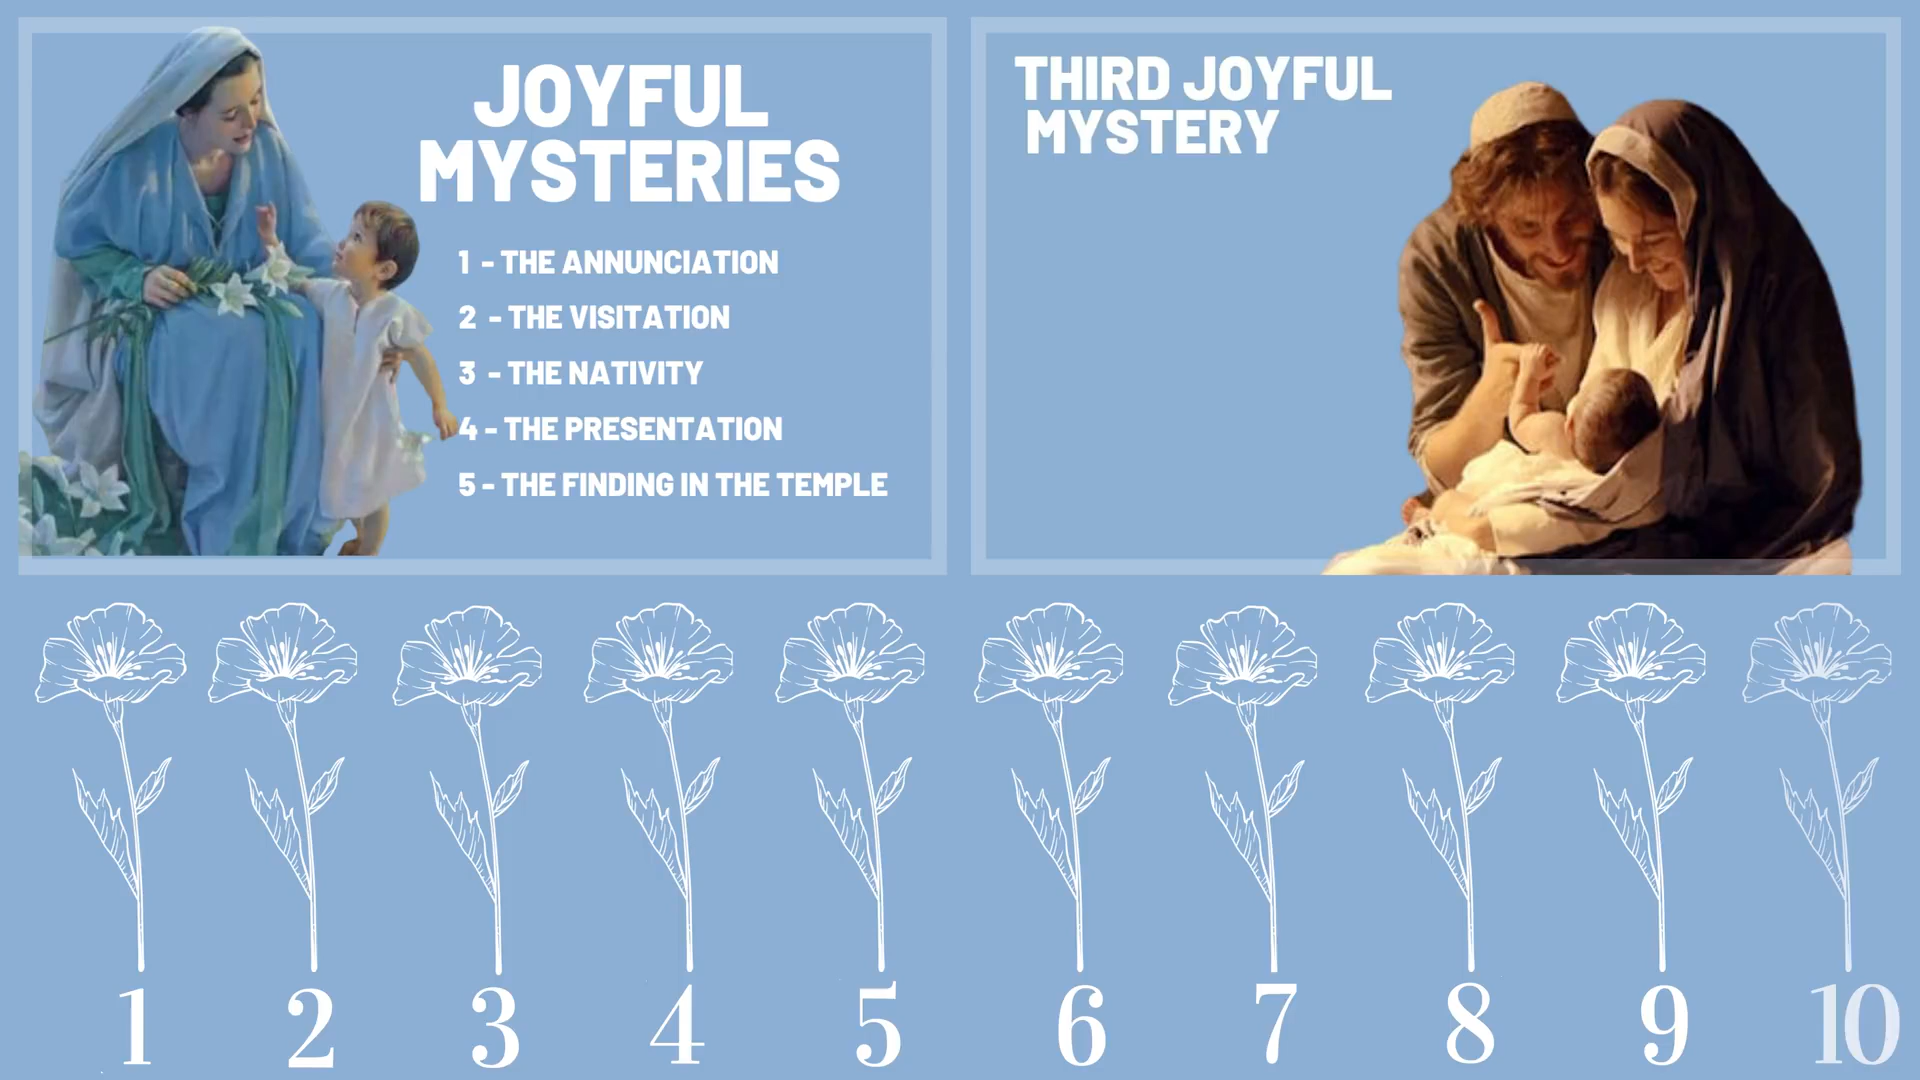 JOYFUL
MYSTERIES
1 - THE ANNUNCIATION
2 - THE VISITATION
3 - THE NATIVITY
4 - THE PRESENTATION
5 - THE FINDING IN THE TEMPLE
THIRD JOYFUL
MYSTERY
1 2 3 4 5 6 7 8 9 10